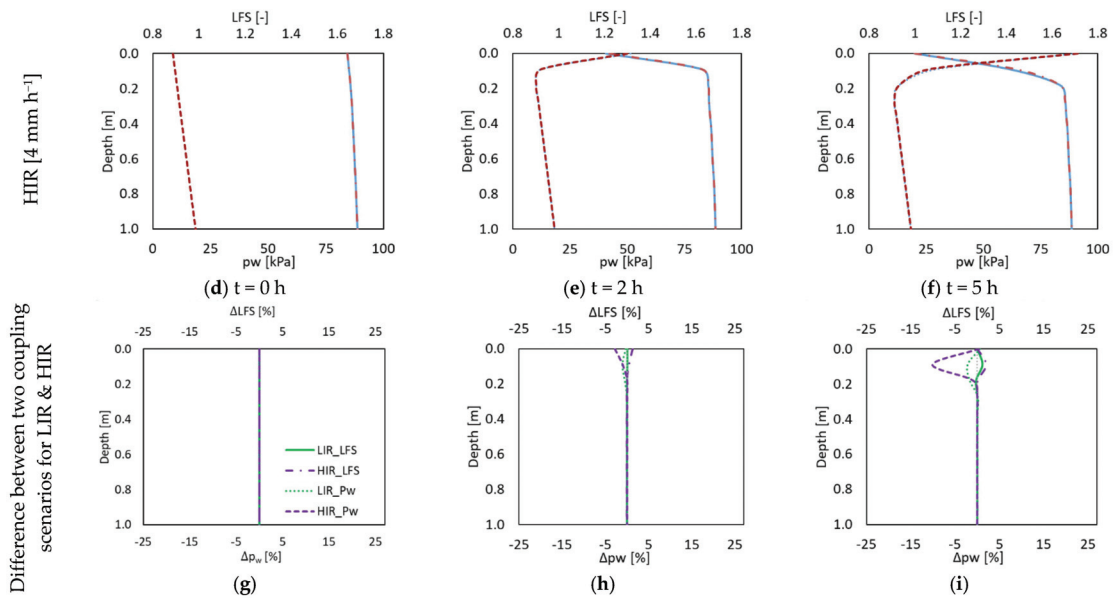 HIR [4 mm h⁻¹]
LFS [-]
0.8 1 1.2 1.4 1.6 1.8
0.0
0.2
0.4
0.6
0.8
1.0
Depth [m]
0 25 50 75 100
pw [kPa]
(d) t = 0 h
LFS [-]
0.8 1 1.2 1.4 1.6 1.8
0.0
0.2
0.4
0.6
0.8
1.0
Depth [m]
0 25 50 75 100
pw [kPa]
(e) t = 2 h
LFS [-]
0.8 1 1.2 1.4 1.6 1.8
0.0
0.2
0.4
0.6
0.8
1.0
Depth [m]
0 25 50 75 100
pw [kPa]
(f) t = 5 h
Difference between two coupling
scenarios for LIR & HIR
ΔLFS [%]
-25 -15 -5 5 15 25
0.0
0.2
0.4
0.6
0.8
1.0
Depth [m]
LIR_LFS
HIR_LFS
LIR_Pw
HIR_Pw
-25 -15 -5 5 15 25
Δpw [%]
(g)
ΔLFS [%]
-25 -15 -5 5 15 25
0.0
0.2
0.4
0.6
0.8
1.0
Depth [m]
-25 -15 -5 5 15 25
Δpw [%]
(h)
ΔLFS [%]
-25 -15 -5 5 15 25
0.0
0.2
0.4
0.6
0.8
1.0
Depth [m]
-25 -15 -5 5 15 25
Δpw [%]
(i)